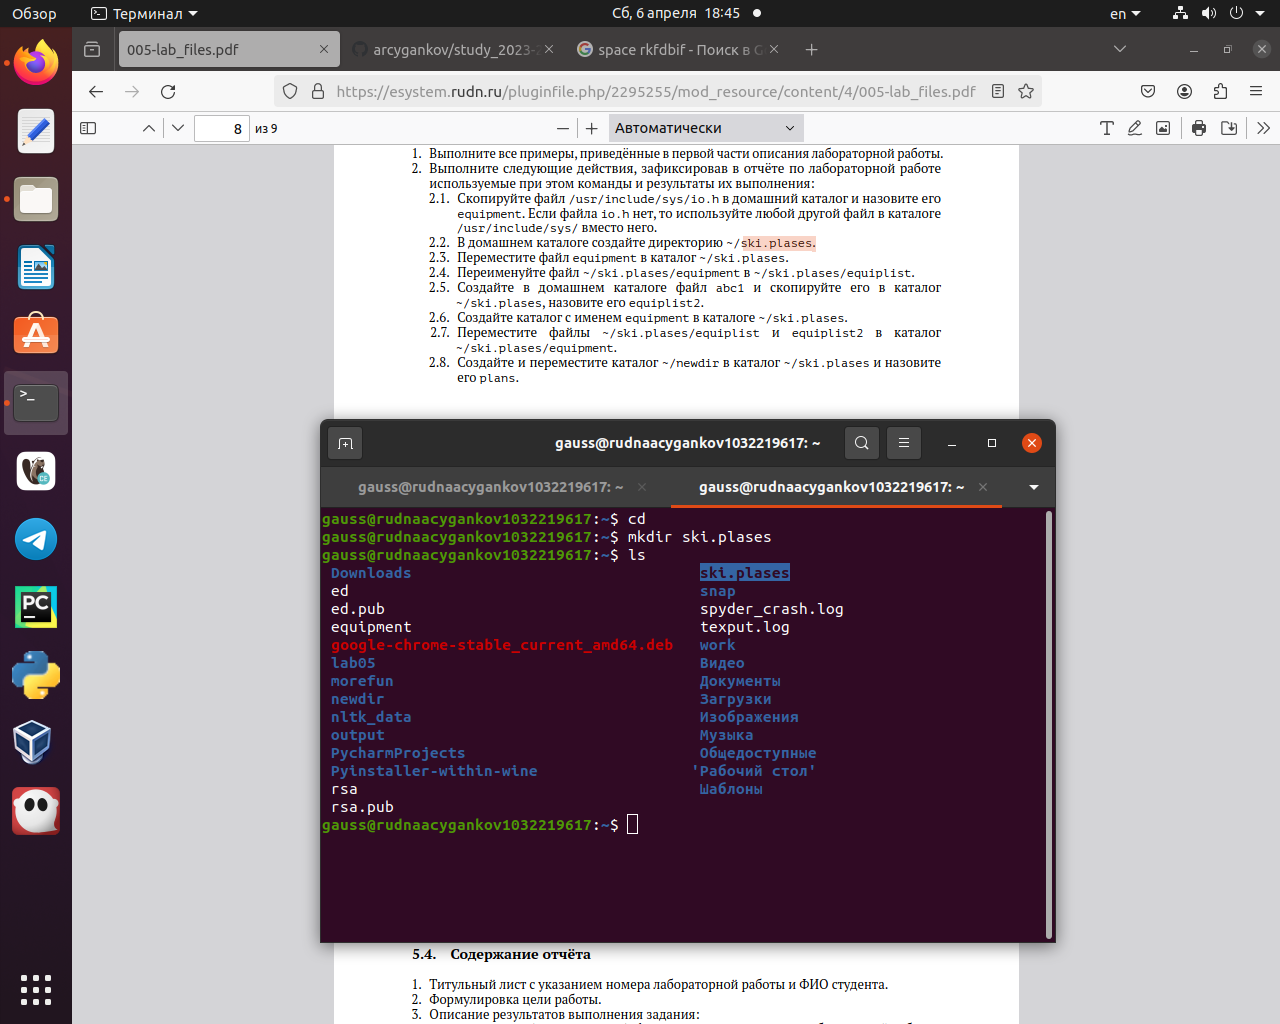 Обзор Терминал Сб, 6 апреля 18:45 en
005-lab_files.pdf arcygankov/study_2023-2 space rkfdbif - Поиск в G
https://esystem.rudn.ru/pluginfile.php/2295255/mod_resource/content/4/005-lab_files.pdf
8 из 9 Автоматически
1. Выполните все примеры, приведённые в первой части описания лабораторной работы.
2. Выполните следующие действия, зафиксировав в отчёте по лабораторной работе
используемые при этом команды и результаты их выполнения:
2.1. Скопируйте файл /usr/include/sys/io.h в домашний каталог и назовите его
equipment. Если файла io.h нет, то используйте любой другой файл в каталоге
/usr/include/sys/ вместо него.
2.2. В домашнем каталоге создайте директорию ~/ski.plases.
2.3. Переместите файл equipment в каталог ~/ski.plases.
2.4. Переименуйте файл ~/ski.plases/equipment в ~/ski.plases/equiplist.
2.5. Создайте в домашнем каталоге файл abc1 и скопируйте его в каталог
~/ski.plases, назовите его equiplist2.
2.6. Создайте каталог с именем equipment в каталоге ~/ski.plases.
2.7. Переместите файлы ~/ski.plases/equiplist и equiplist2 в каталог
~/ski.plases/equipment.
2.8. Создайте и переместите каталог ~/newdir в каталог ~/ski.plases и назовите
его plans.
gauss@rudnaacygankov1032219617: ~
gauss@rudnaacygankov1032219617: ~ gauss@rudnaacygankov1032219617: ~
gauss@rudnaacygankov1032219617:~$ cd
gauss@rudnaacygankov1032219617:~$ mkdir ski.plases
gauss@rudnaacygankov1032219617:~$ ls
Downloads ski.plases
ed snap
ed.pub spyder_crash.log
equipment texput.log
google-chrome-stable_current_amd64.deb work
lab05 Видео
morefun Документы
newdir Загрузки
nltk_data Изображения
output Музыка
PycharmProjects Общедоступные
Pyinstaller-within-wine 'Рабочий стол'
rsa Шаблоны
rsa.pub
gauss@rudnaacygankov1032219617:~$
5.4. Содержание отчёта
1. Титульный лист с указанием номера лабораторной работы и ФИО студента.
2. Формулировка цели работы.
3. Описание результатов выполнения задания: